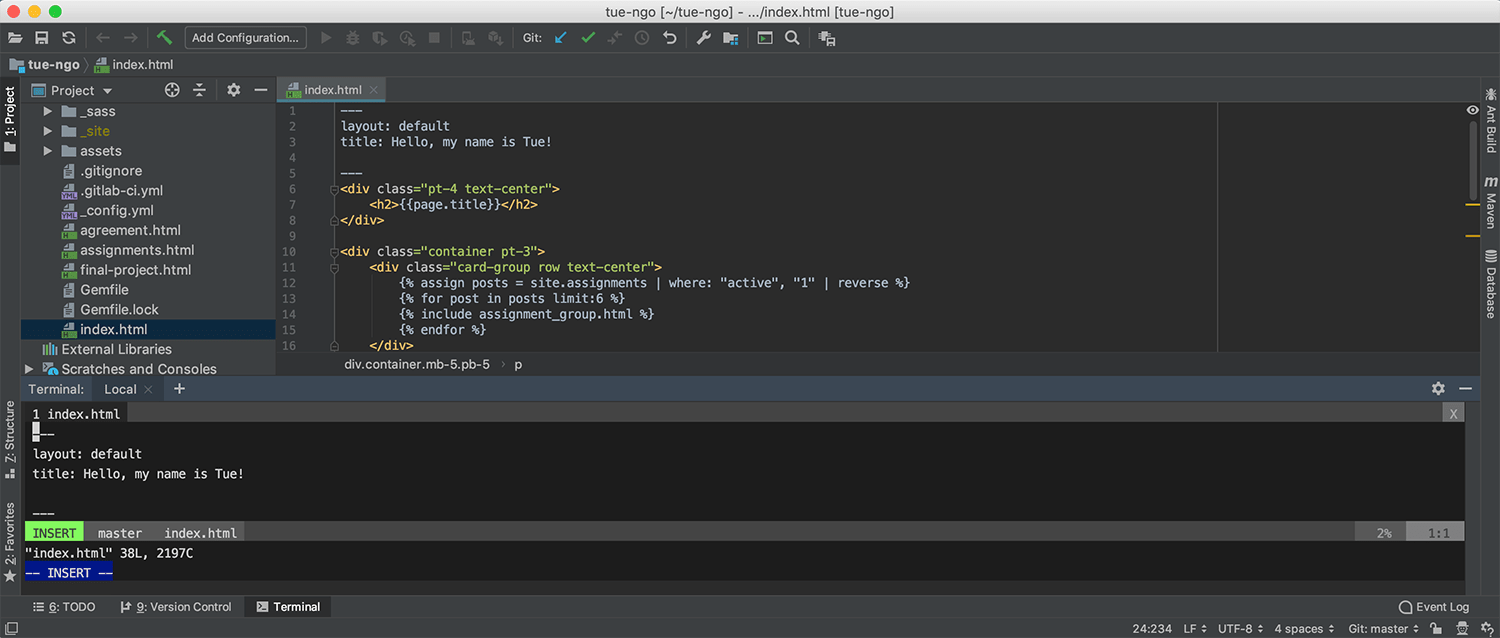 tue-ngo [~/tue-ngo] - .../index.html [tue-ngo]
Add Configuration...
Git:
tue-ngo
index.html
1: Project
Project
_sass
_site
assets
.gitignore
.gitlab-ci.yml
_config.yml
agreement.html
assignments.html
final-project.html
Gemfile
Gemfile.lock
index.html
External Libraries
Scratches and Consoles
index.html
1 ---
2 layout: default
3 title: Hello, my name is Tue!
4
5 ---
6 <div class="pt-4 text-center">
7 <h2>{{page.title}}</h2>
8 </div>
9
10 <div class="container pt-3">
11 <div class="card-group row text-center">
12 {% assign posts = site.assignments | where: "active", "1" | reverse %}
13 {% for post in posts limit:6 %}
14 {% include assignment_group.html %}
15 {% endfor %}
16 </div>
div.container.mb-5.pb-5 › p
Ant Build
m Maven
Database
Terminal: Local +
7: Structure
2: Favorites
1 index.html X
---
layout: default
title: Hello, my name is Tue!
---
INSERT master index.html 2% 1:1
"index.html" 38L, 2197C
-- INSERT --
6: TODO 9: Version Control Terminal Event Log
24:234 LF UTF-8 4 spaces Git: master